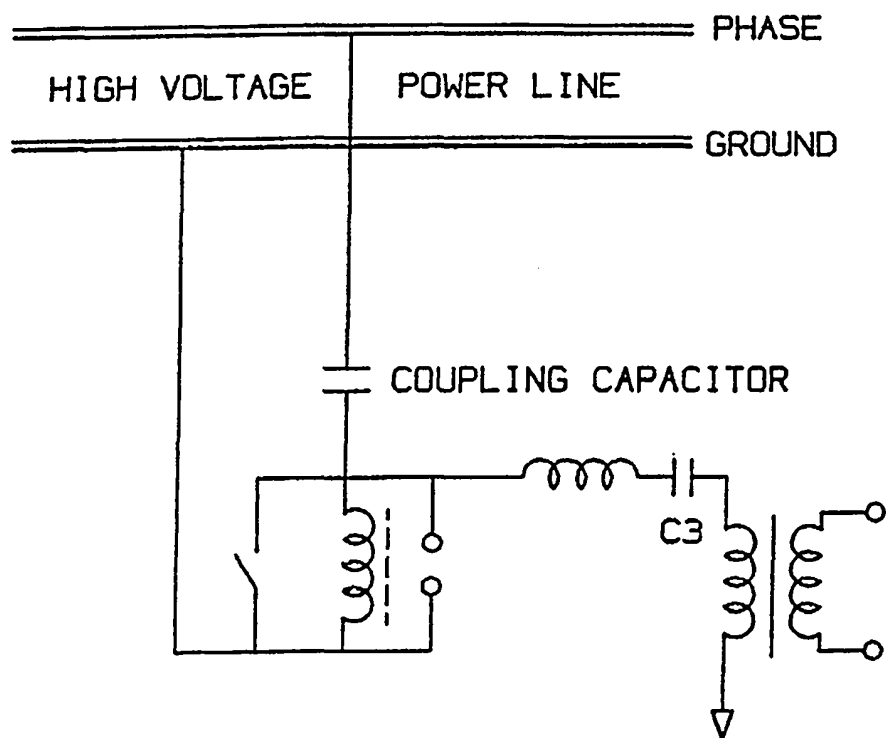 PHASE
HIGH VOLTAGE POWER LINE
GROUND
COUPLING CAPACITOR
C3